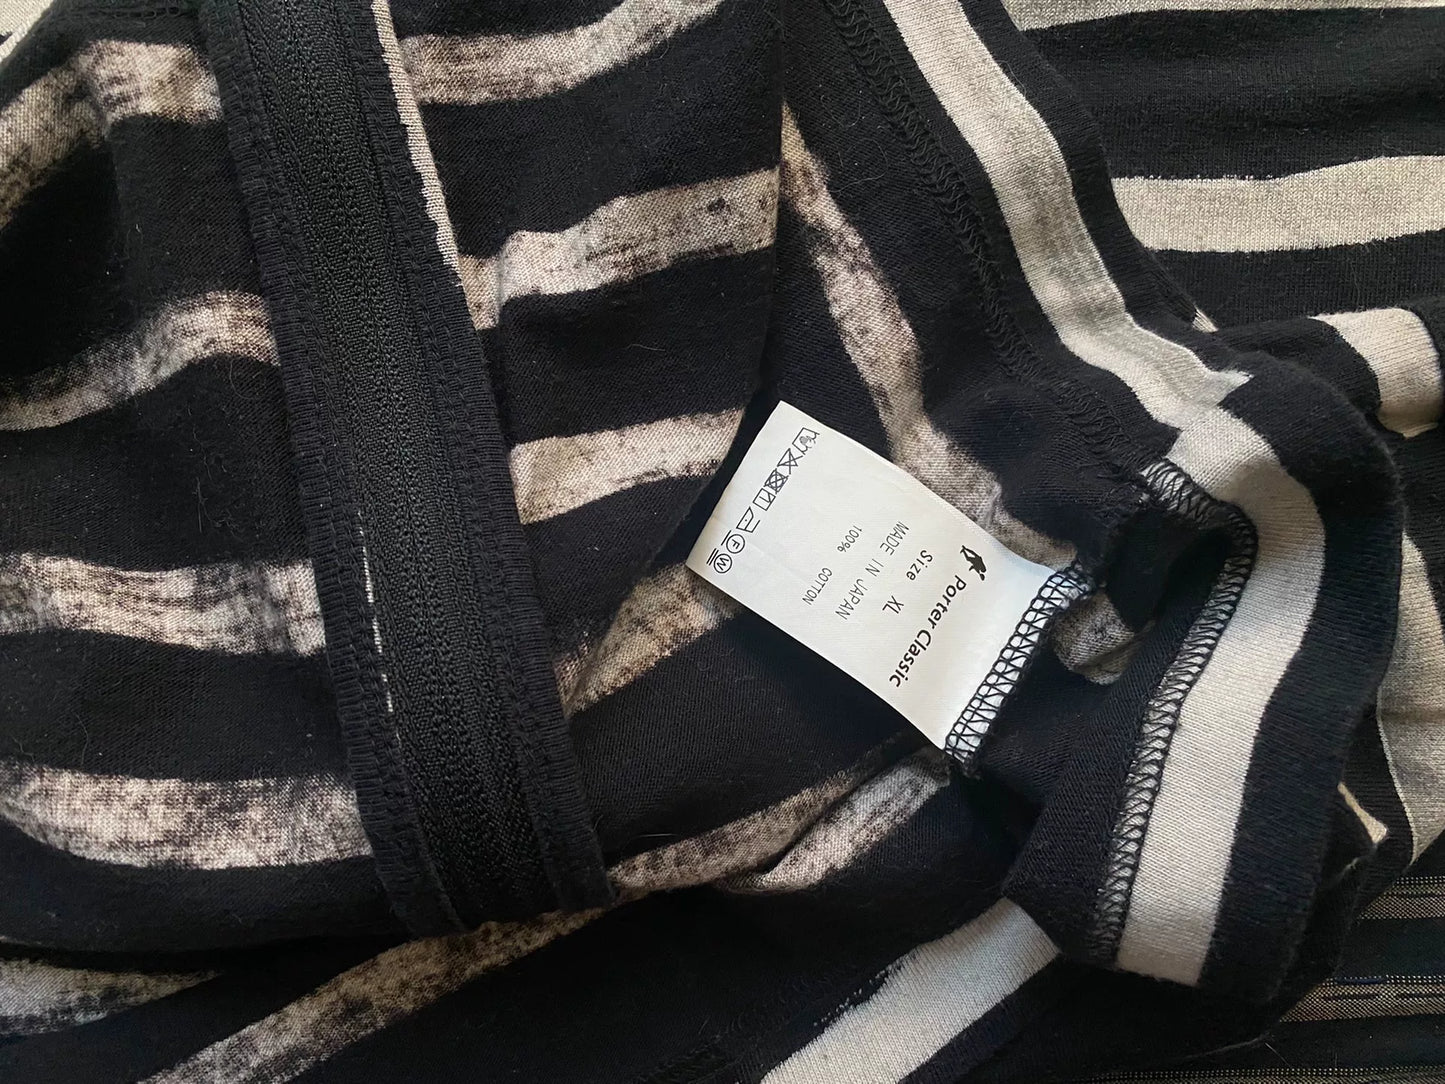 Porter Classic
Size XL
MADE IN JAPAN
100% COTTON
F W